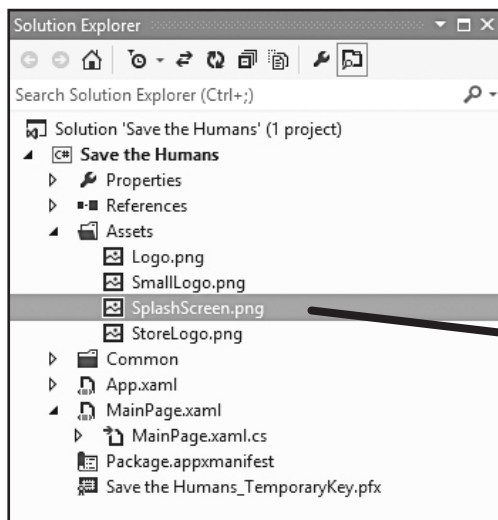 Solution Explorer
Search Solution Explorer (Ctrl+;)
Solution 'Save the Humans' (1 project)
C# Save the Humans
Properties
References
Assets
Logo.png
SmallLogo.png
SplashScreen.png
StoreLogo.png
Common
App.xaml
MainPage.xaml
MainPage.xaml.cs
Package.appxmanifest
Save the Humans_TemporaryKey.pfx